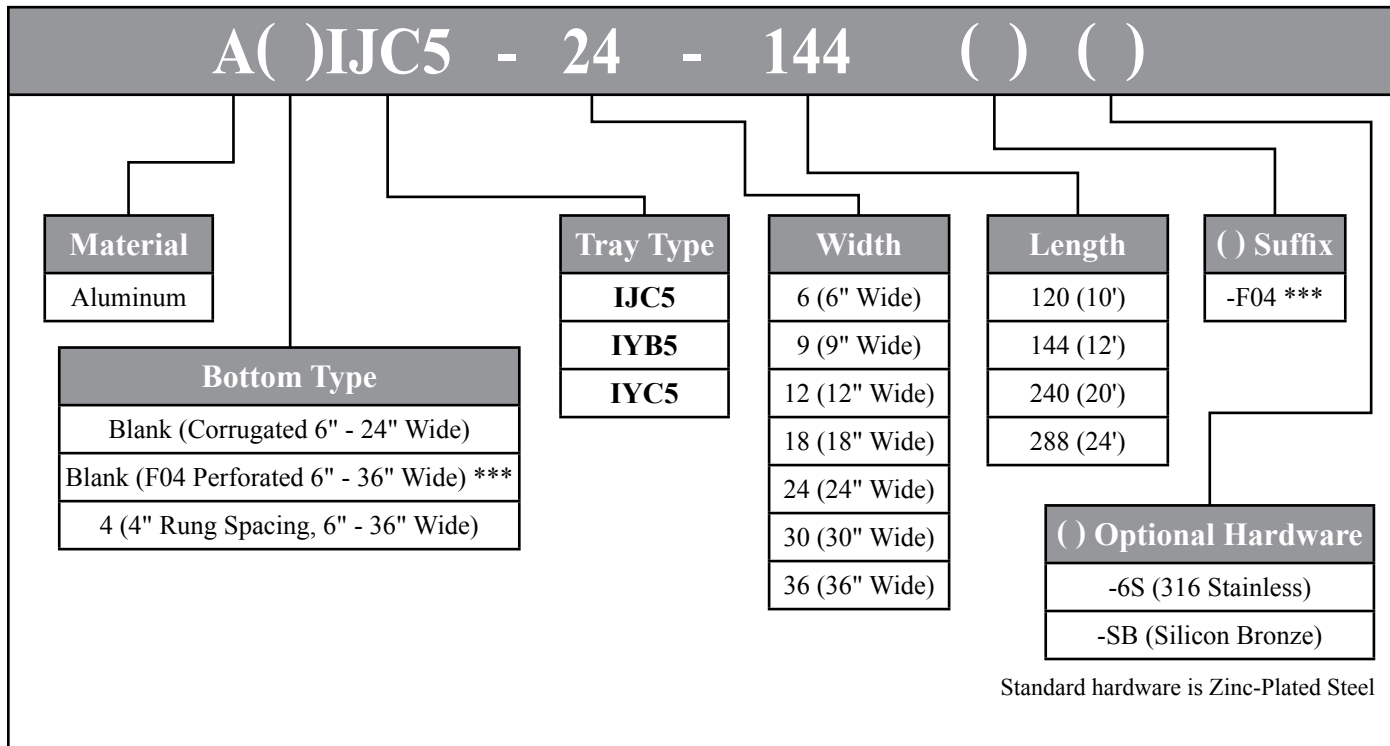 A( )IJC5 - 24 - 144 ( ) ( )
Material
Aluminum
Bottom Type
Blank (Corrugated 6" - 24" Wide)
Blank (F04 Perforated 6" - 36" Wide) ***
4 (4" Rung Spacing, 6" - 36" Wide)
Tray Type
IJC5
IYB5
IYC5
Width
6 (6" Wide)
9 (9" Wide)
12 (12" Wide)
18 (18" Wide)
24 (24" Wide)
30 (30" Wide)
36 (36" Wide)
Length
120 (10')
144 (12')
240 (20')
288 (24')
( ) Suffix
-F04 ***
( ) Optional Hardware
-6S (316 Stainless)
-SB (Silicon Bronze)
Standard hardware is Zinc-Plated Steel